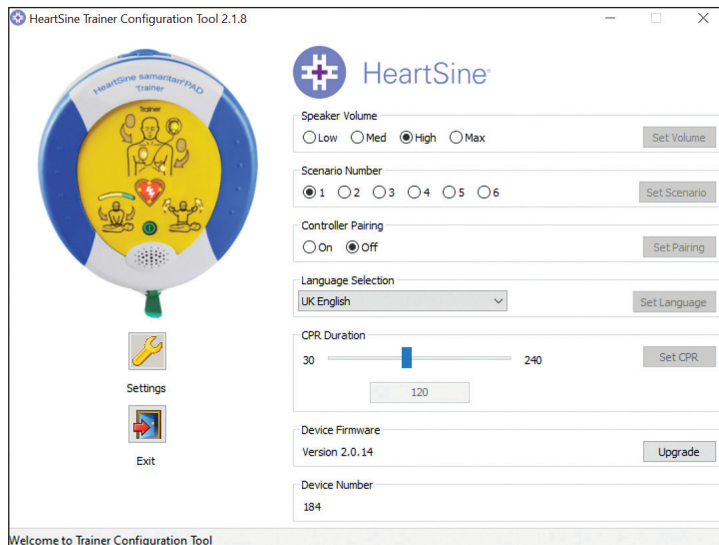 HeartSine Trainer Configuration Tool 2.1.8
HeartSine samaritan PAD
Trainer
Trainer
HeartSine
Speaker Volume
Low Med High Max Set Volume
Scenario Number
1 2 3 4 5 6 Set Scenario
Controller Pairing
On Off Set Pairing
Language Selection
UK English Set Language
CPR Duration
30 240 Set CPR
120
Settings
Device Firmware
Version 2.0.14 Upgrade
Exit
Device Number
184
Welcome to Trainer Configuration Tool